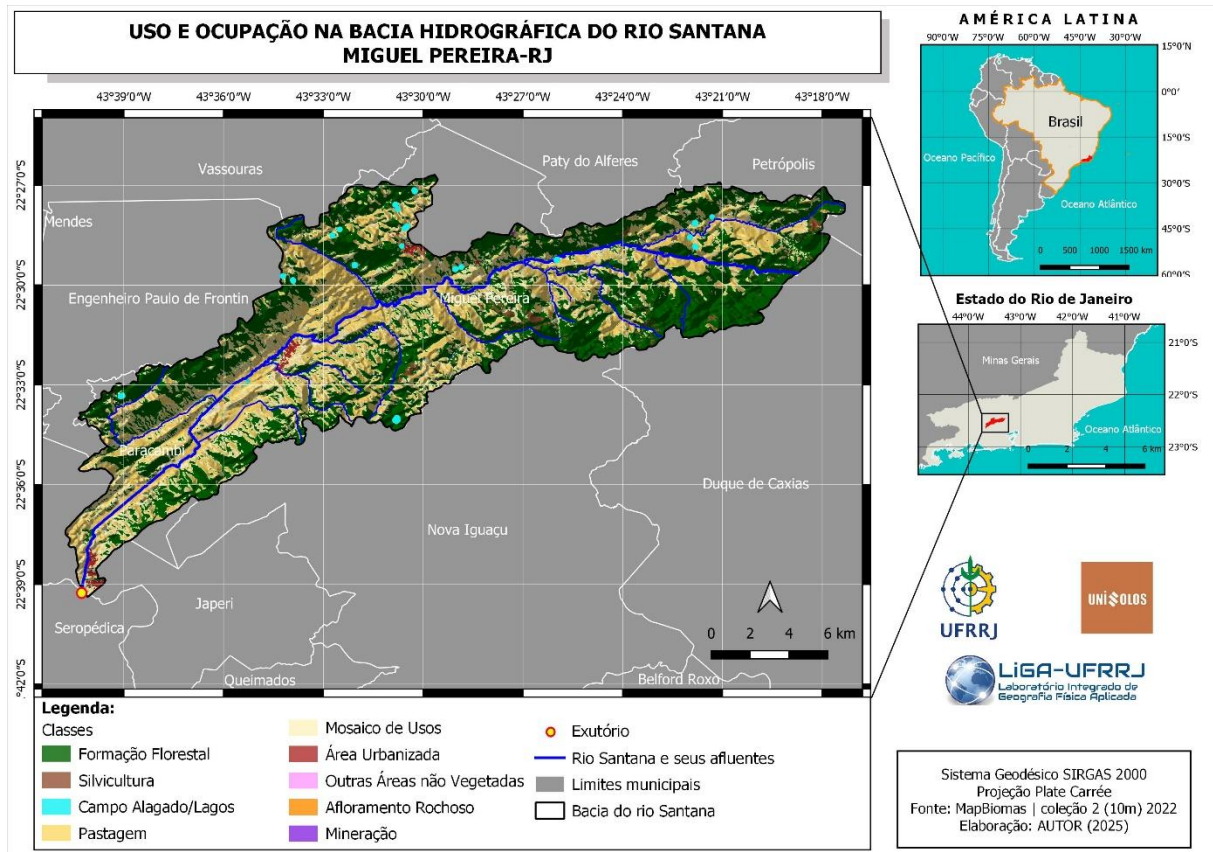 USO E OCUPAÇÃO NA BACIA HIDROGRÁFICA DO RIO SANTANA
MIGUEL PEREIRA-RJ
43°39'0"W 43°36'0"W 43°33'0"W 43°30'0"W 43°27'0"W 43°24'0"W 43°21'0"W 43°18'0"W
22°27'0"S
22°30'0"S
22°33'0"S
22°36'0"S
22°39'0"S
°42'0"S
Vassouras
Paty do Alferes
Petrópolis
Mendes
Engenheiro Paulo de Frontin
Miguel Pereira
Paracambi
Duque de Caxias
Nova Iguaçu
Japeri
Seropédica
Queimados
Belford Roxo
0 2 4 6 km
Legenda:
Classes
Formação Florestal
Silvicultura
Campo Alagado/Lagos
Pastagem
Mosaico de Usos
Área Urbanizada
Outras Áreas não Vegetadas
Afloramento Rochoso
Mineração
Exutório
Rio Santana e seus afluentes
Limites municipais
Bacia do rio Santana
AMÉRICA LATINA
90°0'W 75°0'W 60°0'W 45°0'W 30°0'W
15°0'N
0°0'
15°0'S
30°0'S
45°0'S
60°0'S
Brasil
Oceano Pacífico
Oceano Atlântico
0 500 1000 1500 km
Estado do Rio de Janeiro
44°0'W 43°0'W 42°0'W 41°0'W
21°0'S
22°0'S
23°0'S
Minas Gerais
Oceano Atlântico
0 2 4 6 km
UFRRJ
UNISOLOS
LiGA-UFRRJ
Laboratório Integrado de
Geografia Física Aplicada
Sistema Geodésico SIRGAS 2000
Projeção Plate Carrée
Fonte: MapBiomas | coleção 2 (10m) 2022
Elaboração: AUTOR (2025)